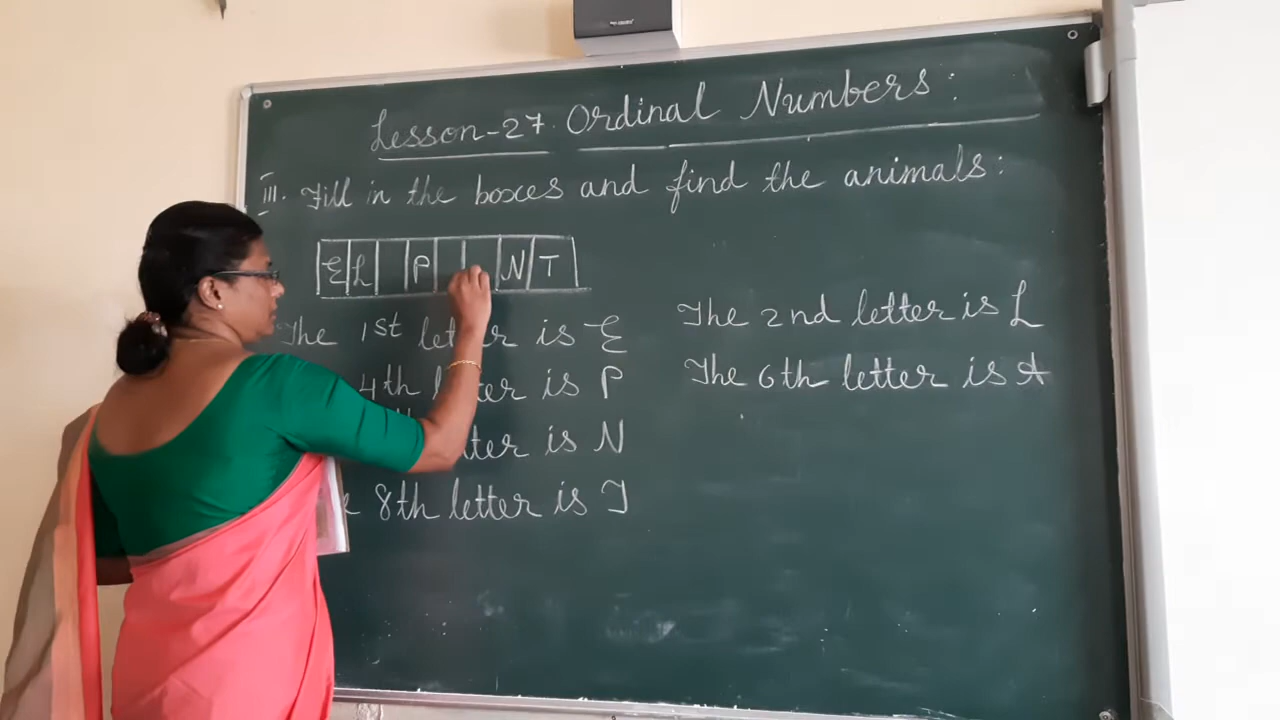 Lesson-27. Ordinal Numbers:
III. Fill in the boxes and find the animals:
E L P N T
The 1st letter is E
The 2nd letter is L
4th letter is P
The 6th letter is A
letter is N
8th letter is T